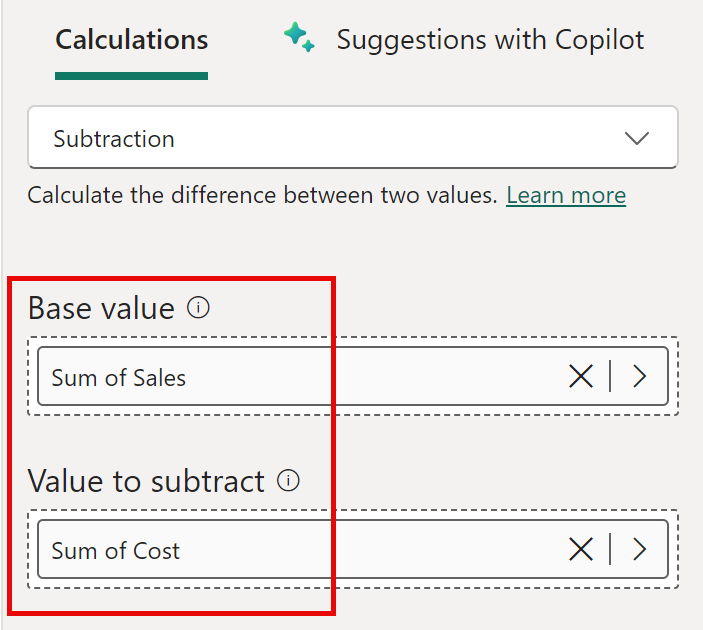 Calculations
Suggestions with Copilot
Subtraction
Calculate the difference between two values. Learn more
Base value
Sum of Sales
Value to subtract
Sum of Cost